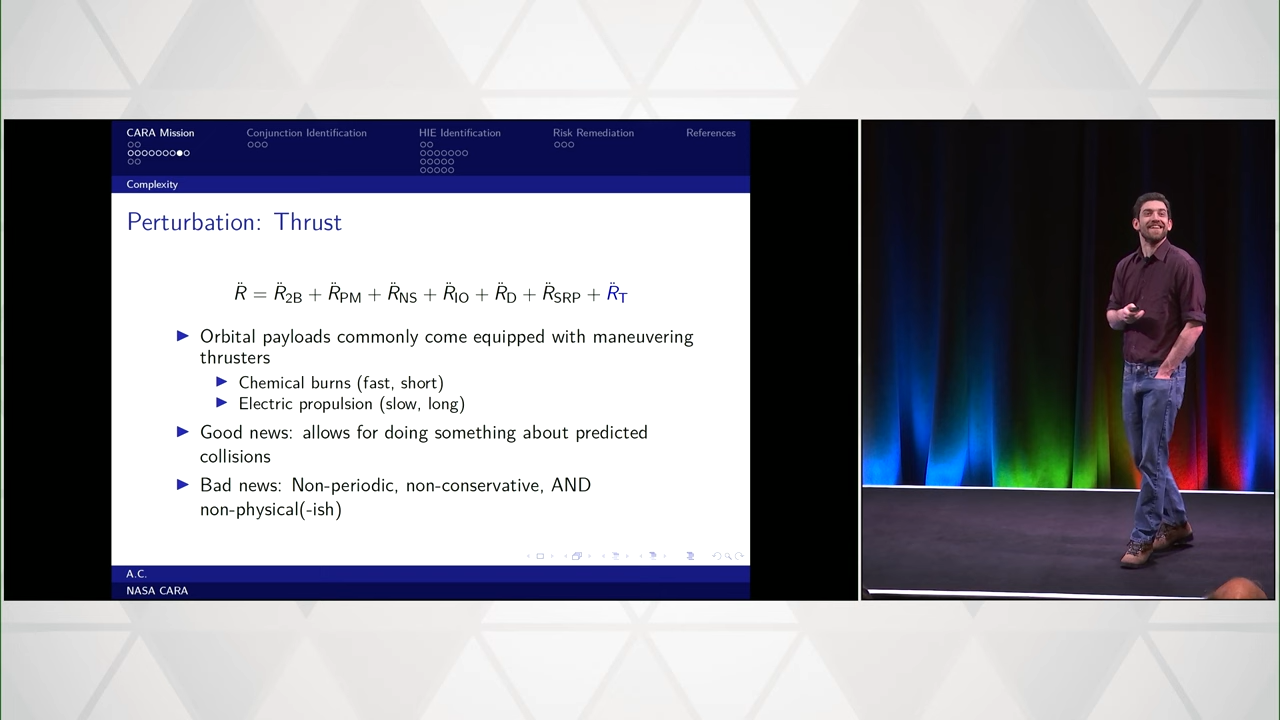 CARA Mission
Conjunction Identification
HIE Identification
Risk Remediation
References
Complexity
Perturbation: Thrust
R̈ = R̈₂B + R̈PM + R̈NS + R̈IO + R̈D + R̈SRP + R̈T
Orbital payloads commonly come equipped with maneuvering
thrusters
Chemical burns (fast, short)
Electric propulsion (slow, long)
Good news: allows for doing something about predicted
collisions
Bad news: Non-periodic, non-conservative, AND
non-physical(-ish)
A.C.
NASA CARA